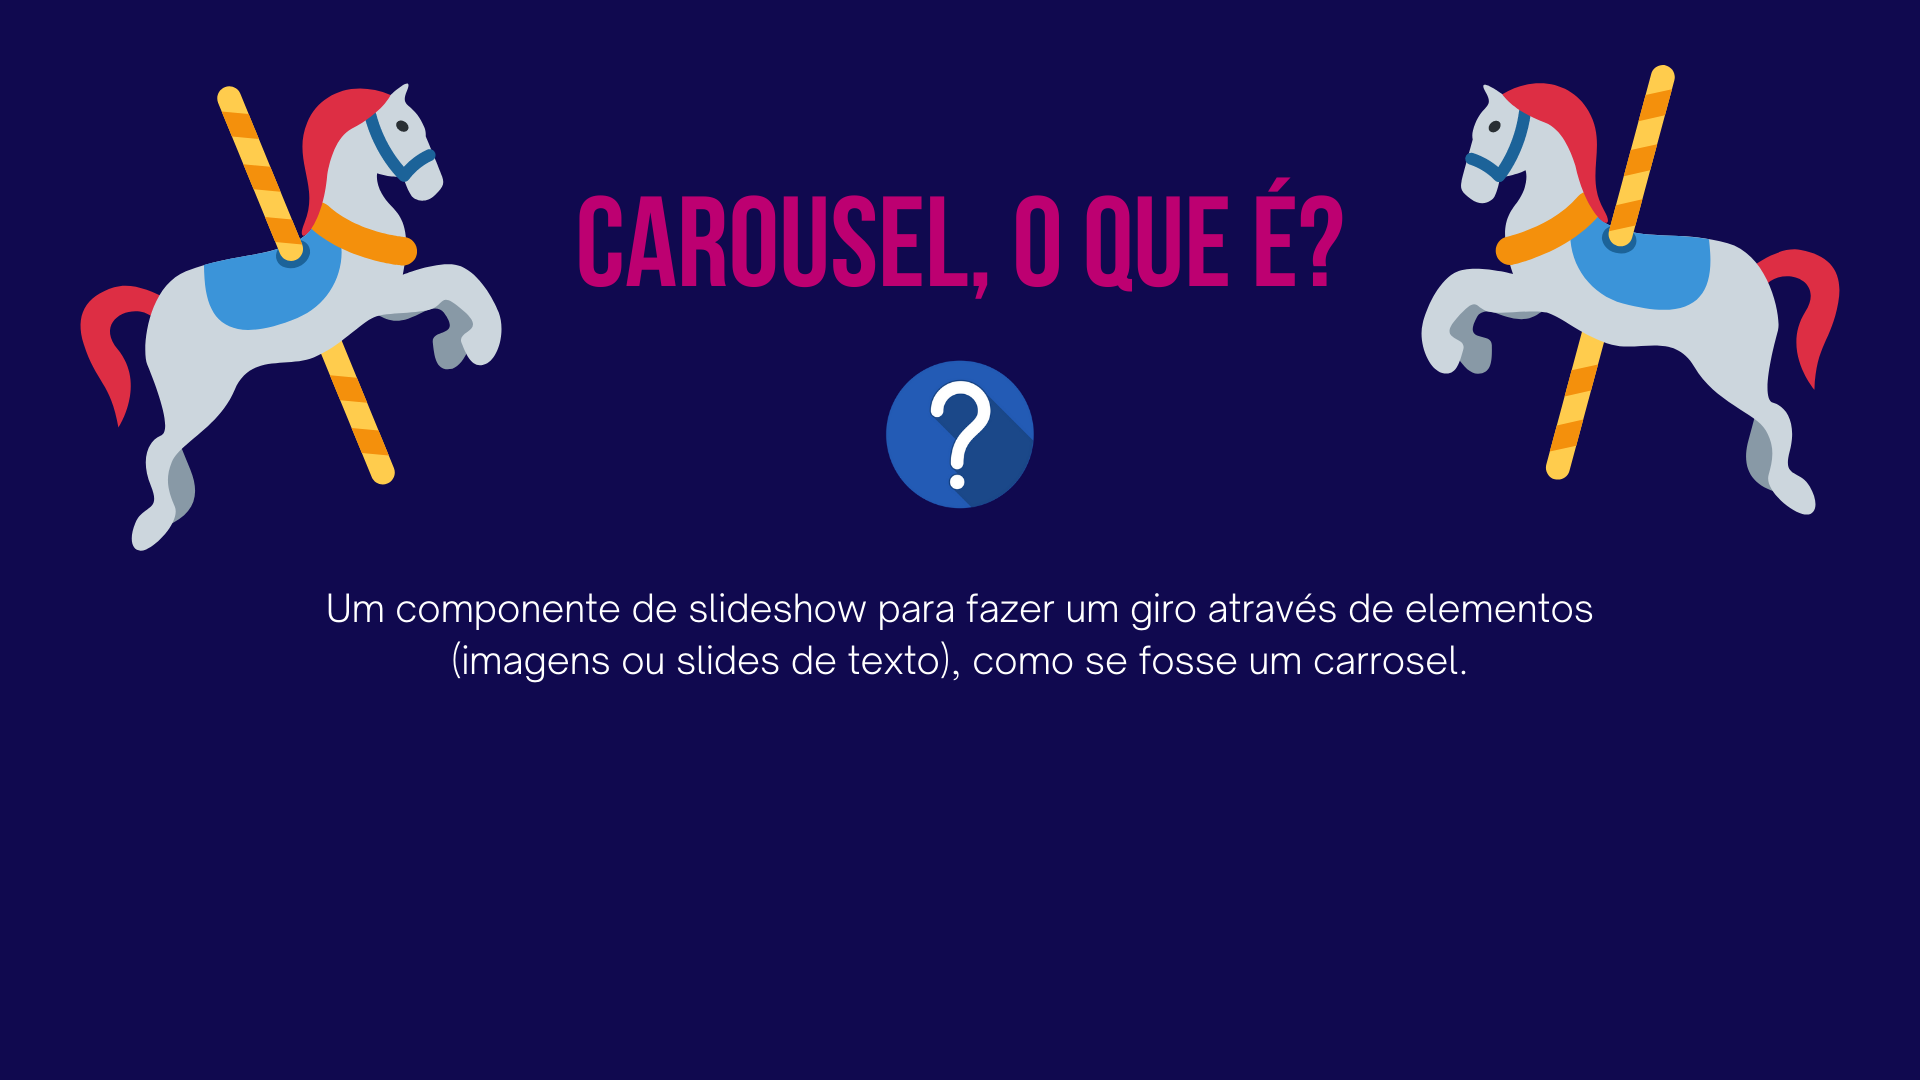 CAROUSEL, O QUE É?
?
Um componente de slideshow para fazer um giro através de elementos
(imagens ou slides de texto), como se fosse um carrosel.